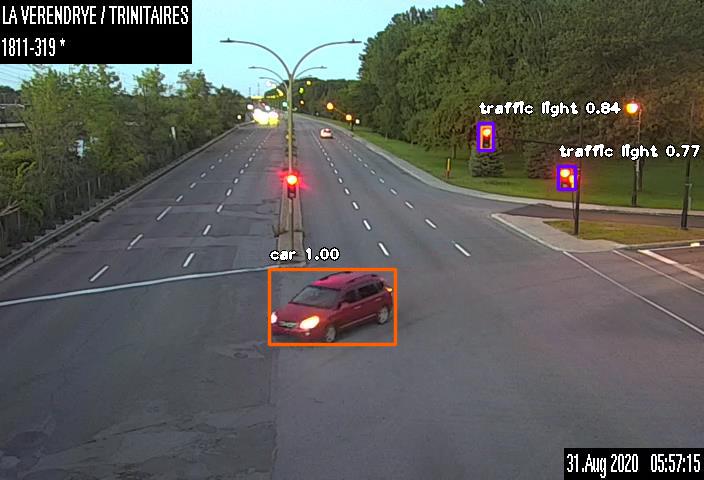 LA VERENDRYE / TRINITAIRES
1811-319 *
traffic light 0.84
traffic light 0.77
car 1.00
31.Aug 2020 05:57:15